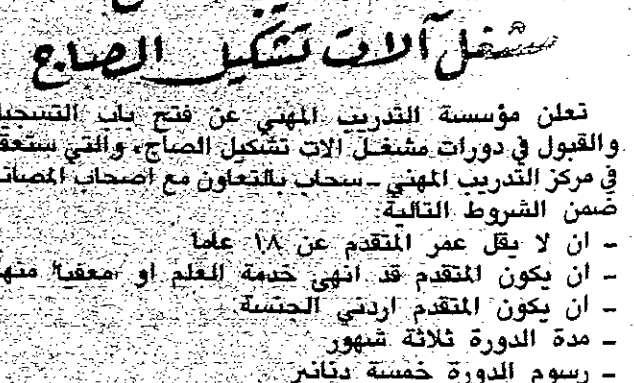 مشغل آلات تشكيل الصاج
تعلن مؤسسة التدريب المهني عن فتح باب التسجيل
والقبول في دورات مشغل الات تشكيل الصاج، والتي ستعقد
في مركز التدريب المهني - سحاب بالتعاون مع اصحاب المصانع
ضمن الشروط التالية:
- ان لا يقل عمر المتقدم عن ١٨ عاما
- ان يكون المتقدم قد انهى خدمة العلم او معفيا منها
- ان يكون المتقدم اردني الجنسية
- مدة الدورة ثلاثة شهور
- رسوم الدورة خمسة دنانير